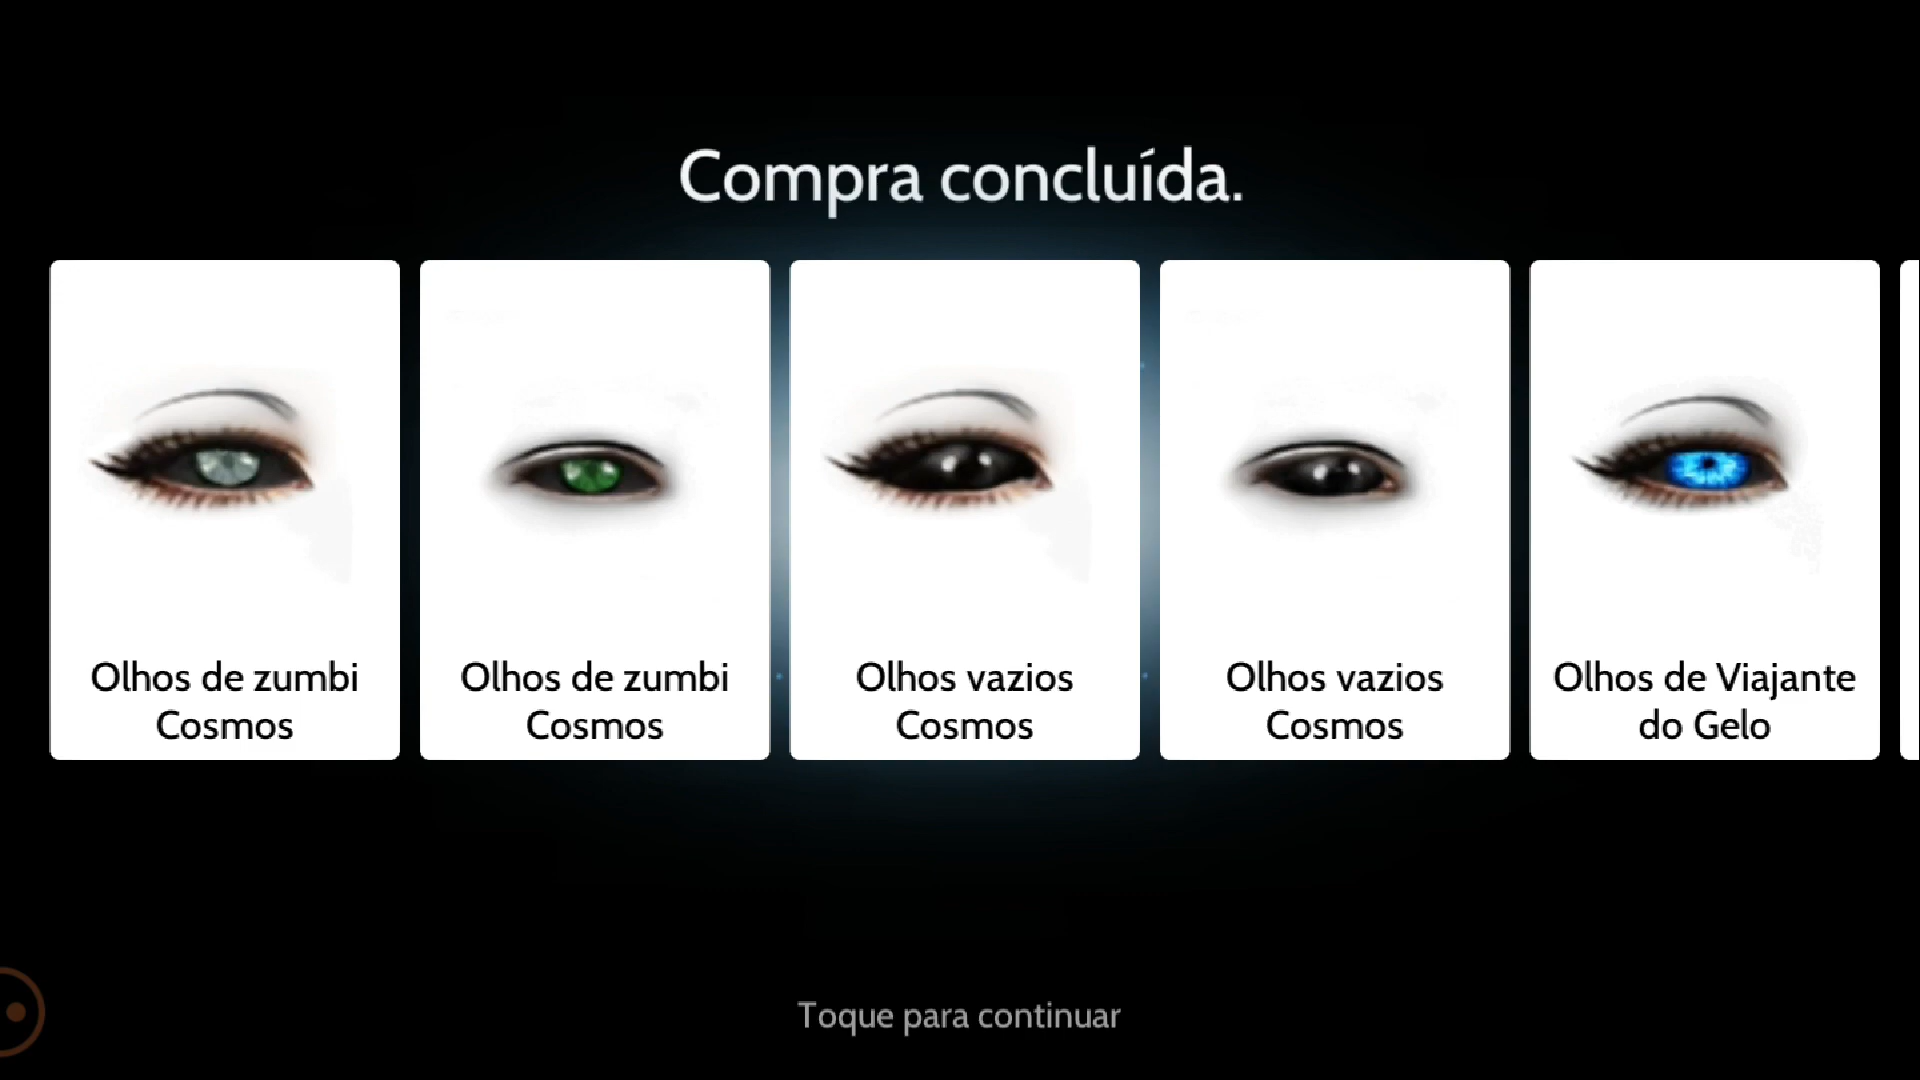 Compra concluída.
Olhos de zumbi
Cosmos
Olhos de zumbi
Cosmos
Olhos vazios
Cosmos
Olhos vazios
Cosmos
Olhos de Viajante
do Gelo
Toque para continuar